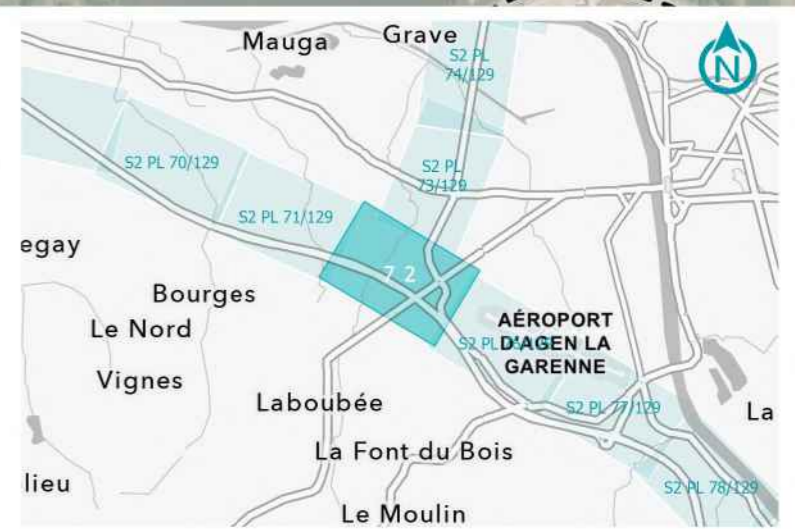 Mauga
Grave
N
S2 PL
74/129
S2 PL 70/129
S2 PL
73/129
S2 PL 71/129
egay
7 2
Bourges
Le Nord
Vignes
AÉROPORT
D'AGEN LA
GARENNE
S2 PL
Laboubée
S2 PL 77/129
La
La Font du Bois
lieu
S2 PL 78/129
Le Moulin